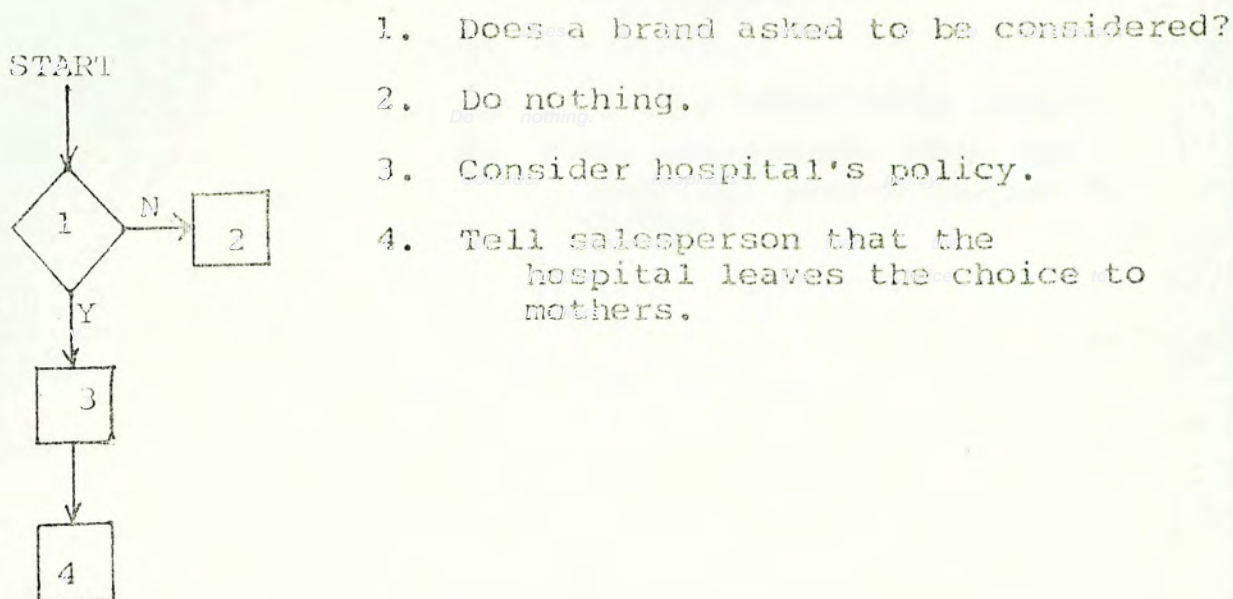 START
1
N
2
Y
3
4
1. Does a brand asked to be considered?
2. Do nothing.
3. Consider hospital's policy.
4. Tell salesperson that the
hospital leaves the choice to
mothers.